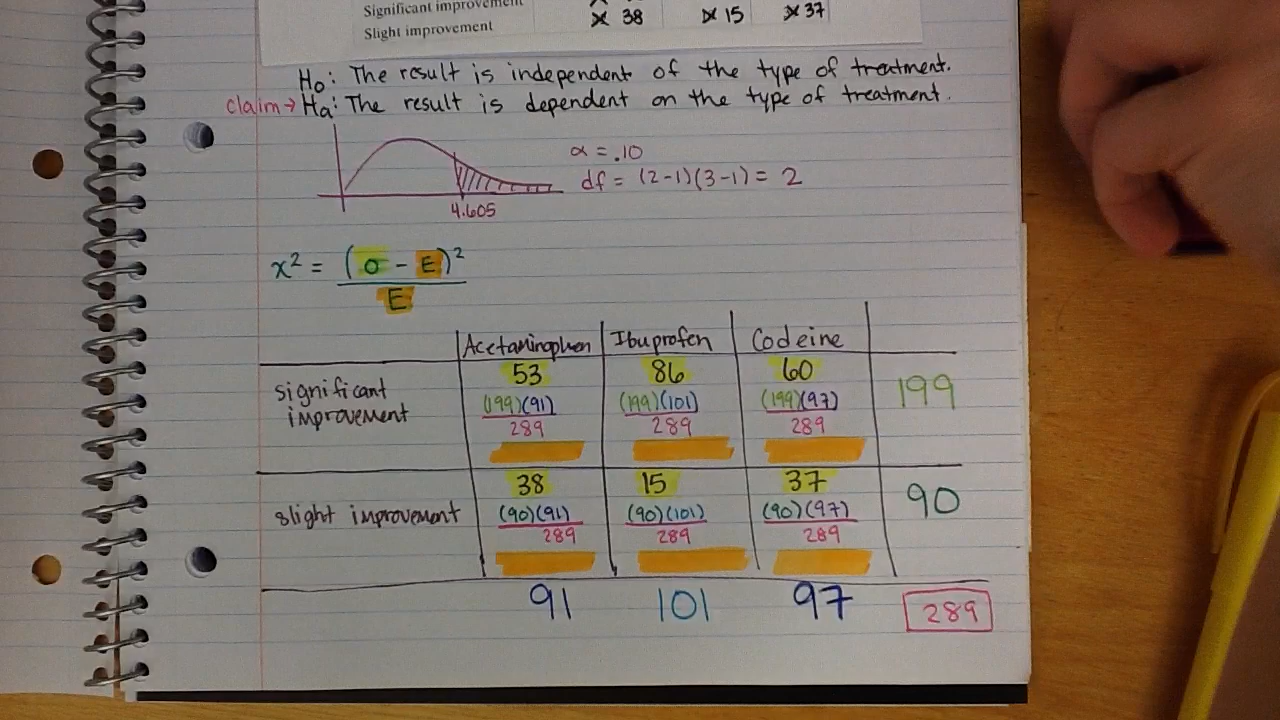 Significant improvement
38 15 37
Slight improvement
Ho: The result is independent of the type of treatment.
Claim → Ha: The result is dependent on the type of treatment.
α = .10
df = (2-1)(3-1) = 2
4.605
x² = (O - E)²
E
Acetaminophen Ibuprofen Codeine
53 86 60
significant improvement
(199)(91) (199)(101) (199)(97) 199
289 289 289
38 15 37
slight improvement (90)(91) (90)(101) (90)(97) 90
289 289 289
91 101 97 289